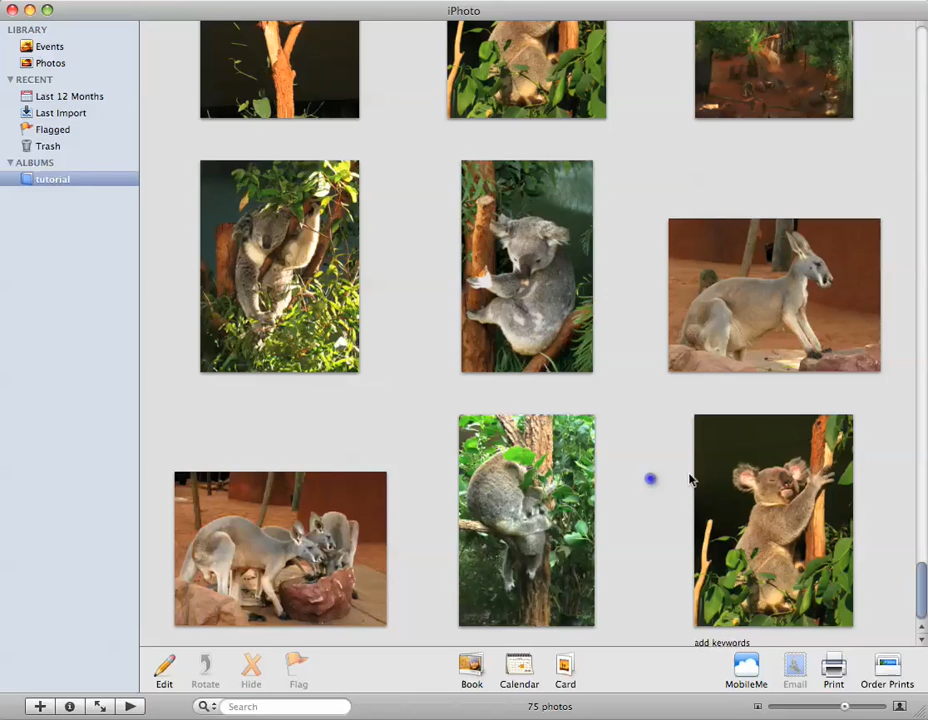 iPhoto
LIBRARY
Events
Photos
RECENT
Last 12 Months
Last Import
Flagged
Trash
ALBUMS
tutorial
add keywords
Edit
Rotate
Hide
Flag
Book
Calendar
Card
MobileMe
Email
Print
Order Prints
Search
75 photos